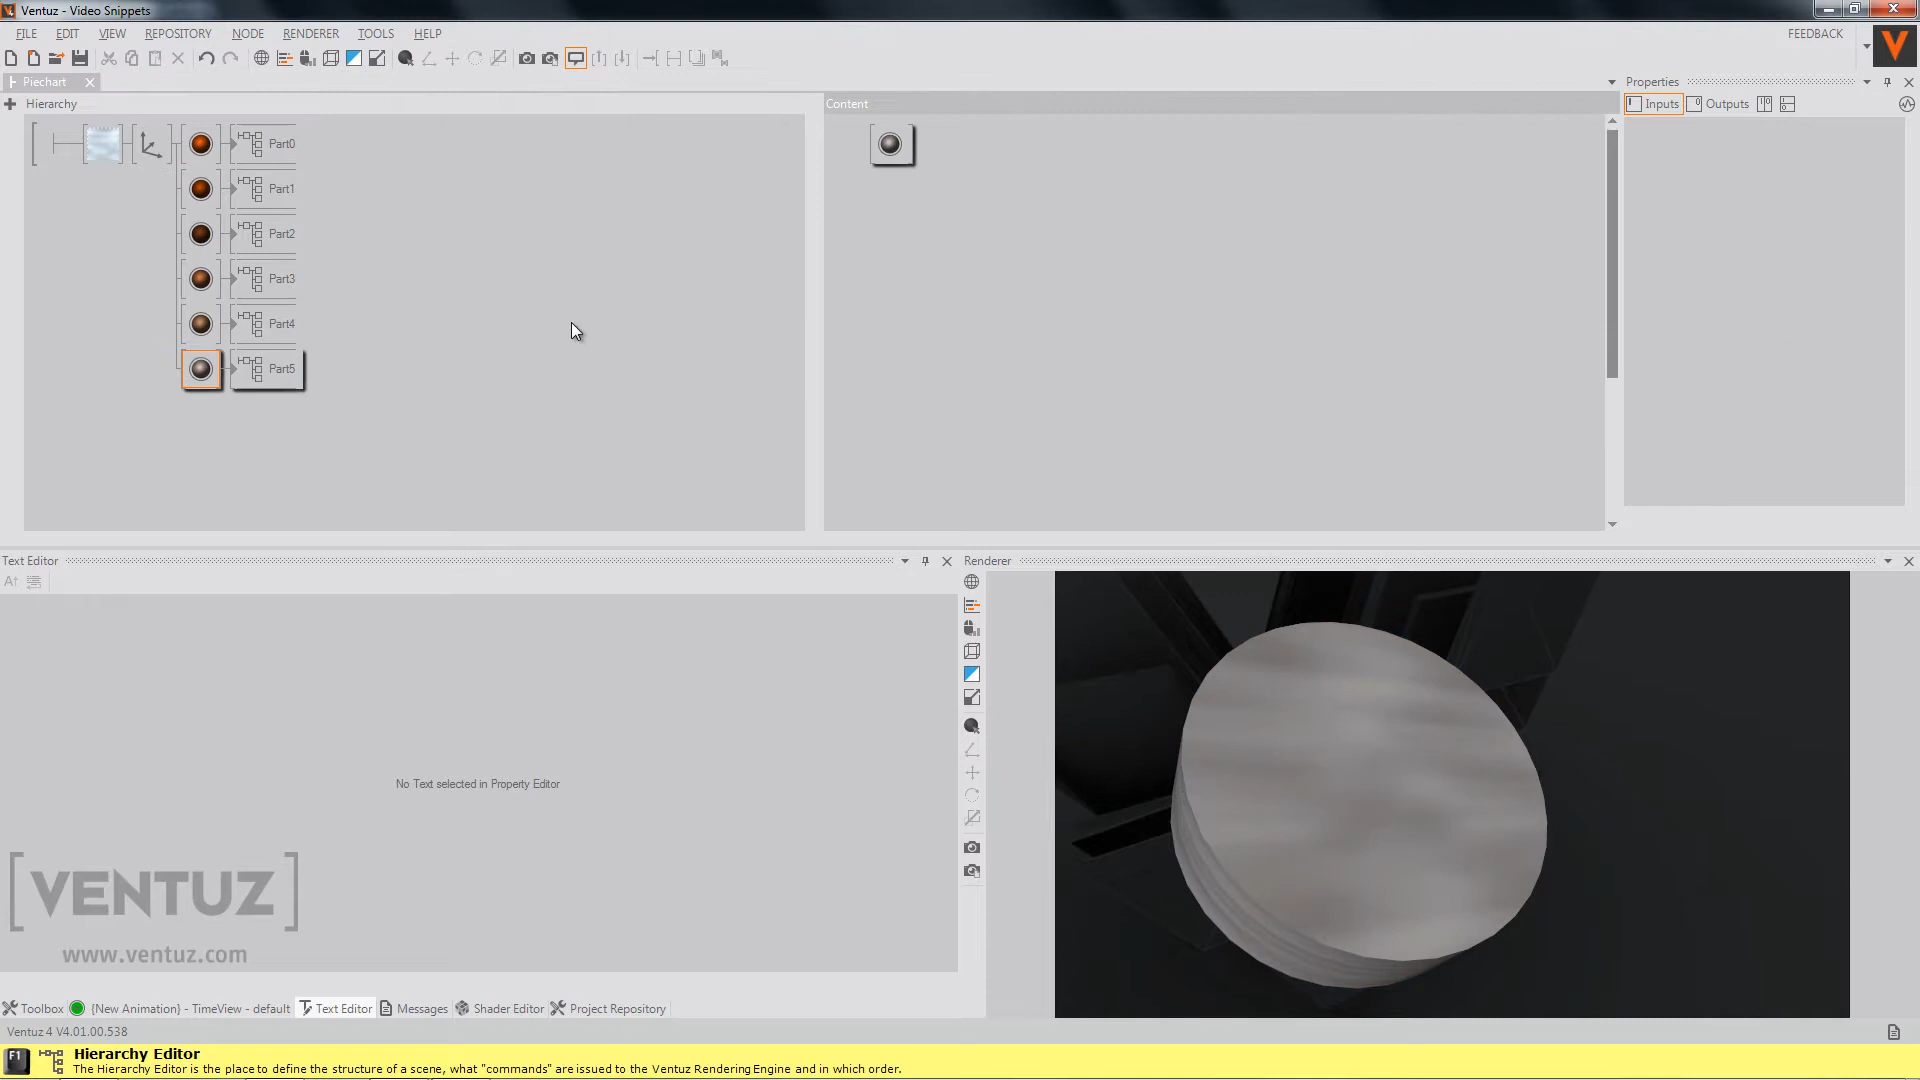 Ventuz - Video Snippets
FILE EDIT VIEW REPOSITORY NODE RENDERER TOOLS HELP
FEEDBACK
Piechart
Properties
Hierarchy
Content
Inputs
Outputs
Part0
Part1
Part2
Part3
Part4
Part5
Text Editor
Renderer
No Text selected in Property Editor
[VENTUZ]
www.ventuz.com
Toolbox
{New Animation} - TimeView - default
Text Editor
Messages
Shader Editor
Project Repository
Ventuz 4 V4.01.00.538
F1
Hierarchy Editor
The Hierarchy Editor is the place to define the structure of a scene, what "commands" are issued to the Ventuz Rendering Engine and in which order.